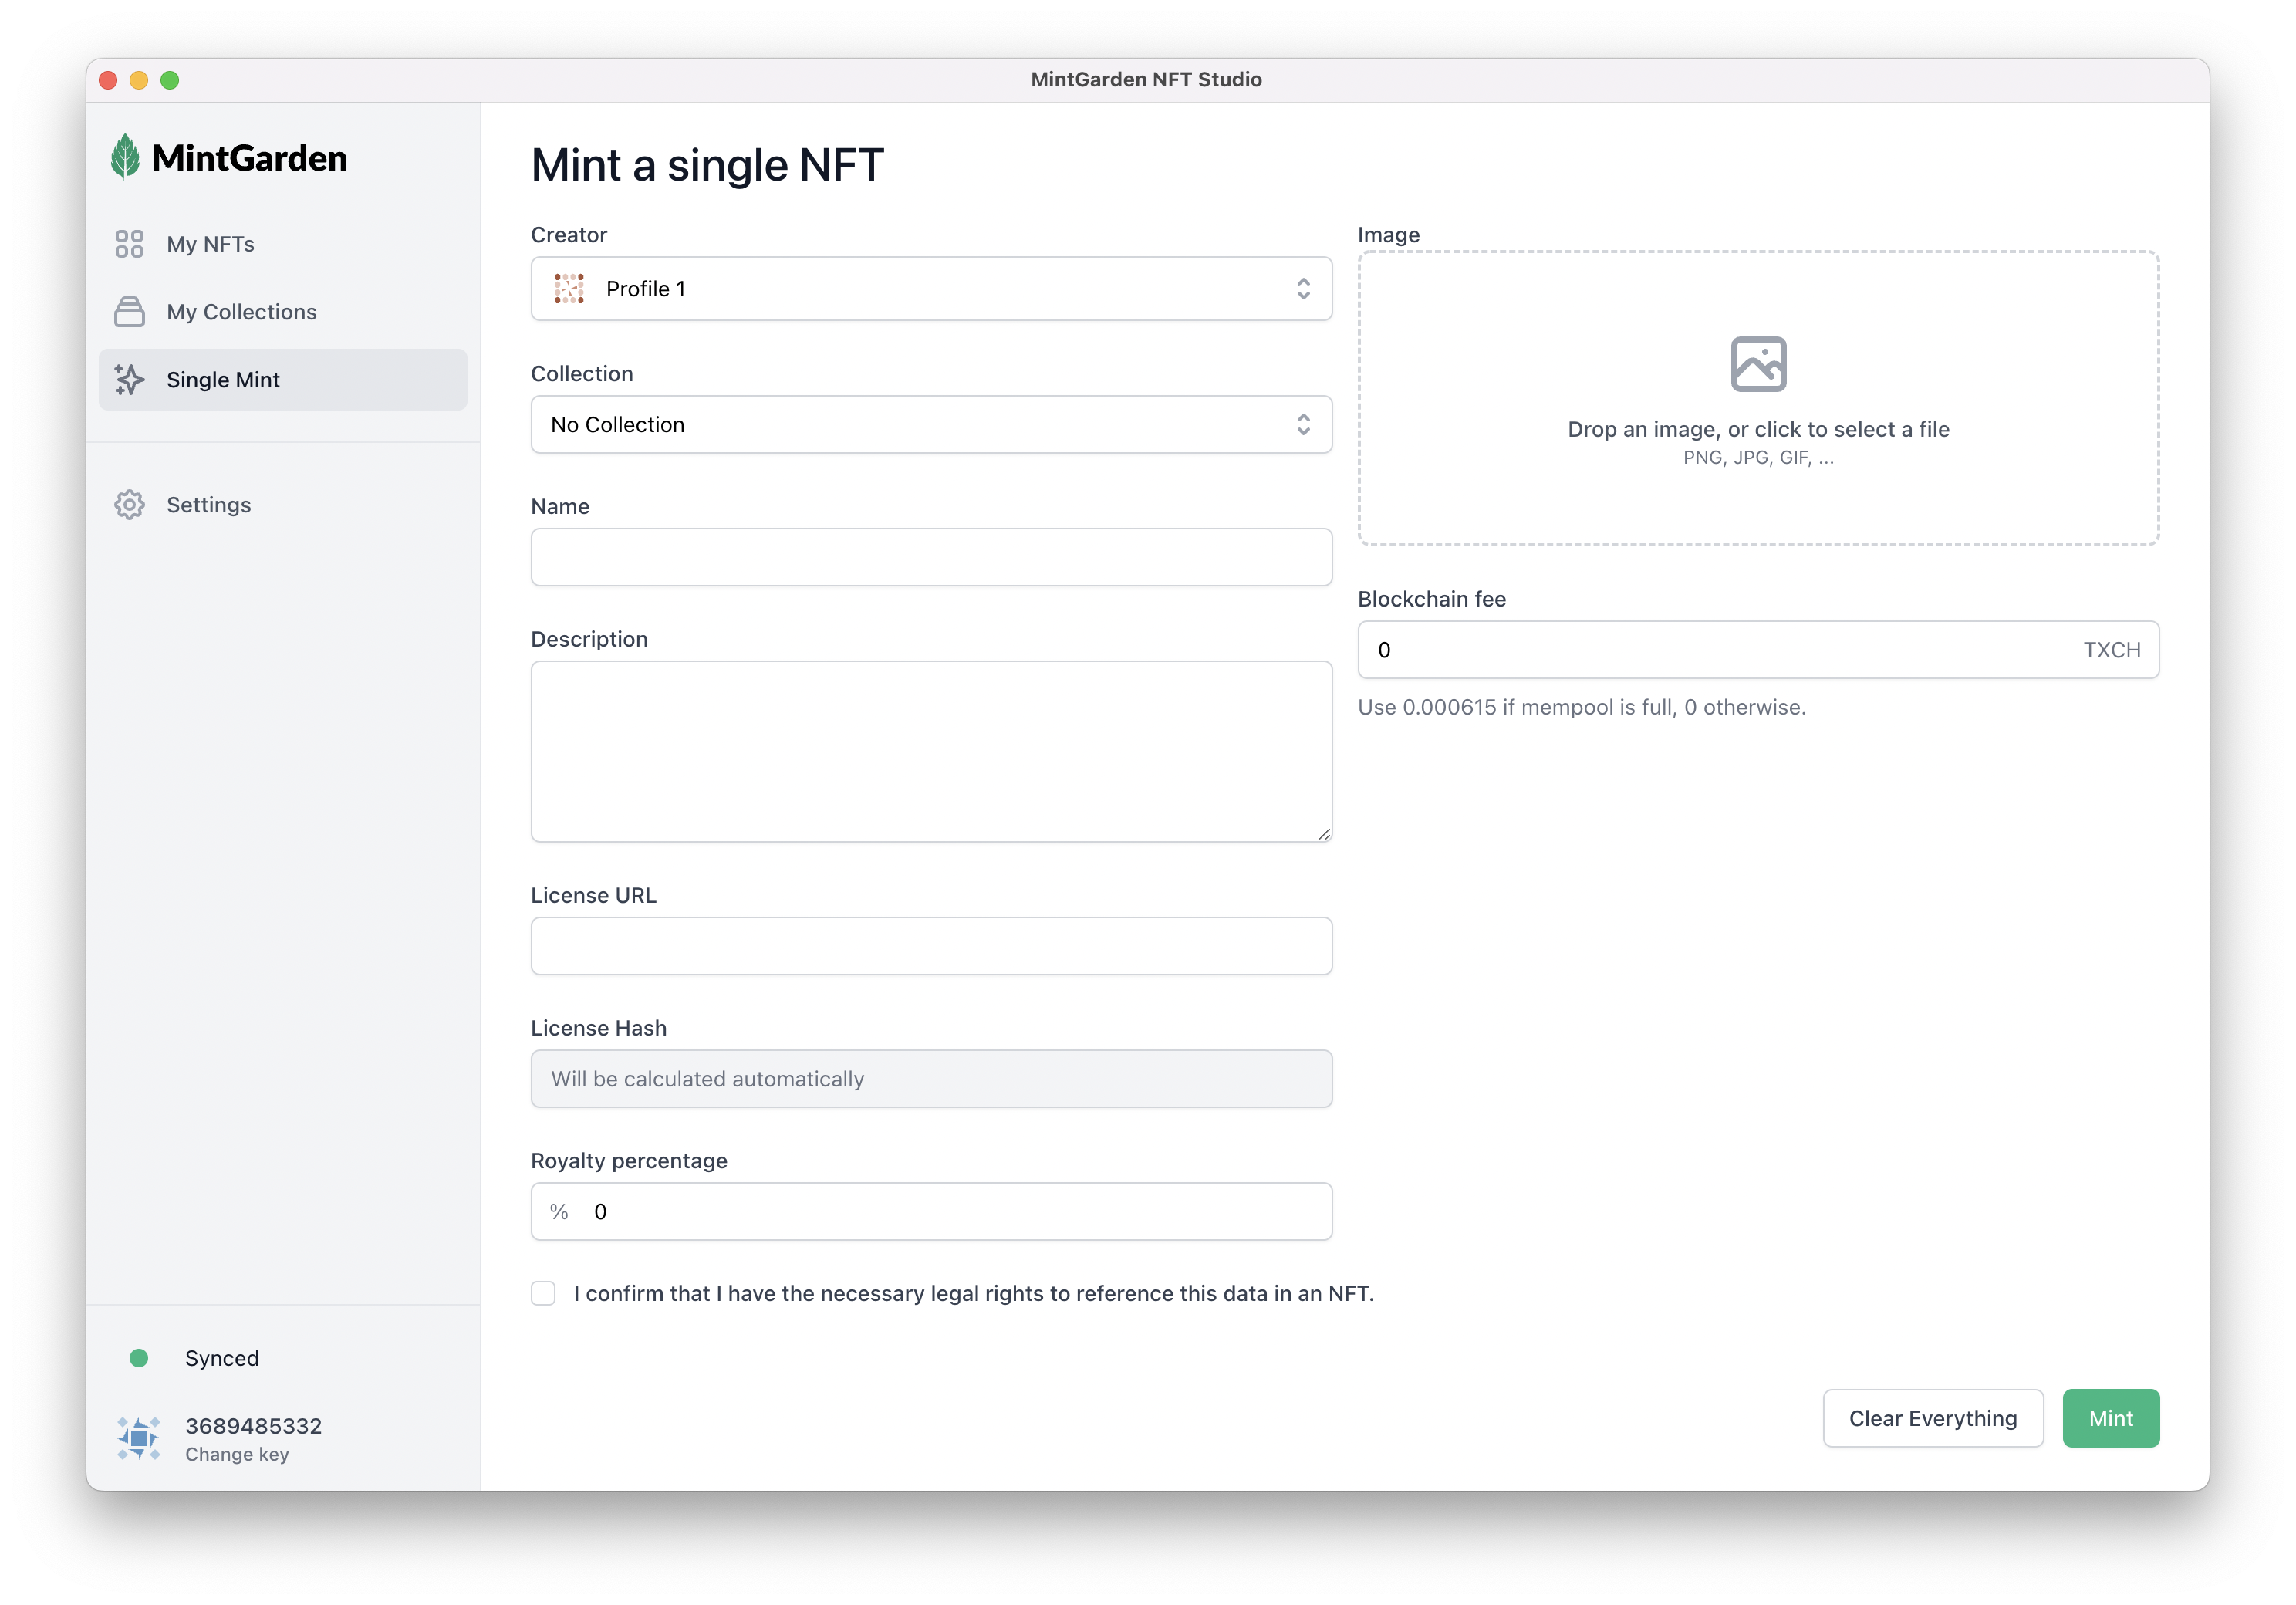 MintGarden NFT Studio
MintGarden
My NFTs
My Collections
Single Mint
Settings
Synced
3689485332
Change key
Mint a single NFT
Creator
Profile 1
Collection
No Collection
Name
Description
License URL
License Hash
Will be calculated automatically
Royalty percentage
% 0
I confirm that I have the necessary legal rights to reference this data in an NFT.
Image
Drop an image, or click to select a file
PNG, JPG, GIF, ...
Blockchain fee
0 TXCH
Use 0.000615 if mempool is full, 0 otherwise.
Clear Everything
Mint